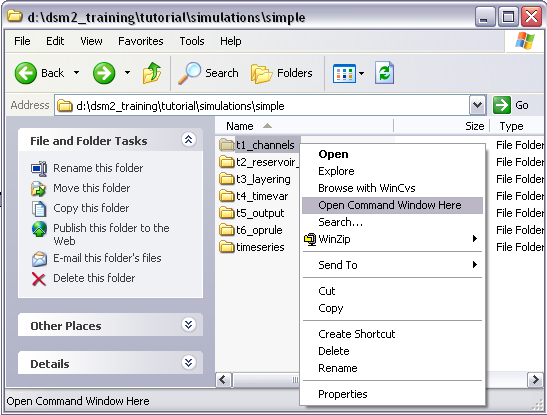 d:\dsm2_training\tutorial\simulations\simple
File Edit View Favorites Tools Help
Back Search Folders
Address d:\dsm2_training\tutorial\simulations\simple Go
File and Folder Tasks
Rename this folder
Move this folder
Copy this folder
Publish this folder to the
Web
E-mail this folder's files
Delete this folder
Other Places
Details
Name Size Type
t1_channels File Folder
t2_reservoir_ File Folder
t3_layering File Folder
t4_timevar File Folder
t5_output File Folder
t6_oprule File Folder
timeseries File Folder
Open
Explore
Browse with WinCvs
Open Command Window Here
Search...
WinZip
Send To
Cut
Copy
Create Shortcut
Delete
Rename
Properties
Open Command Window Here